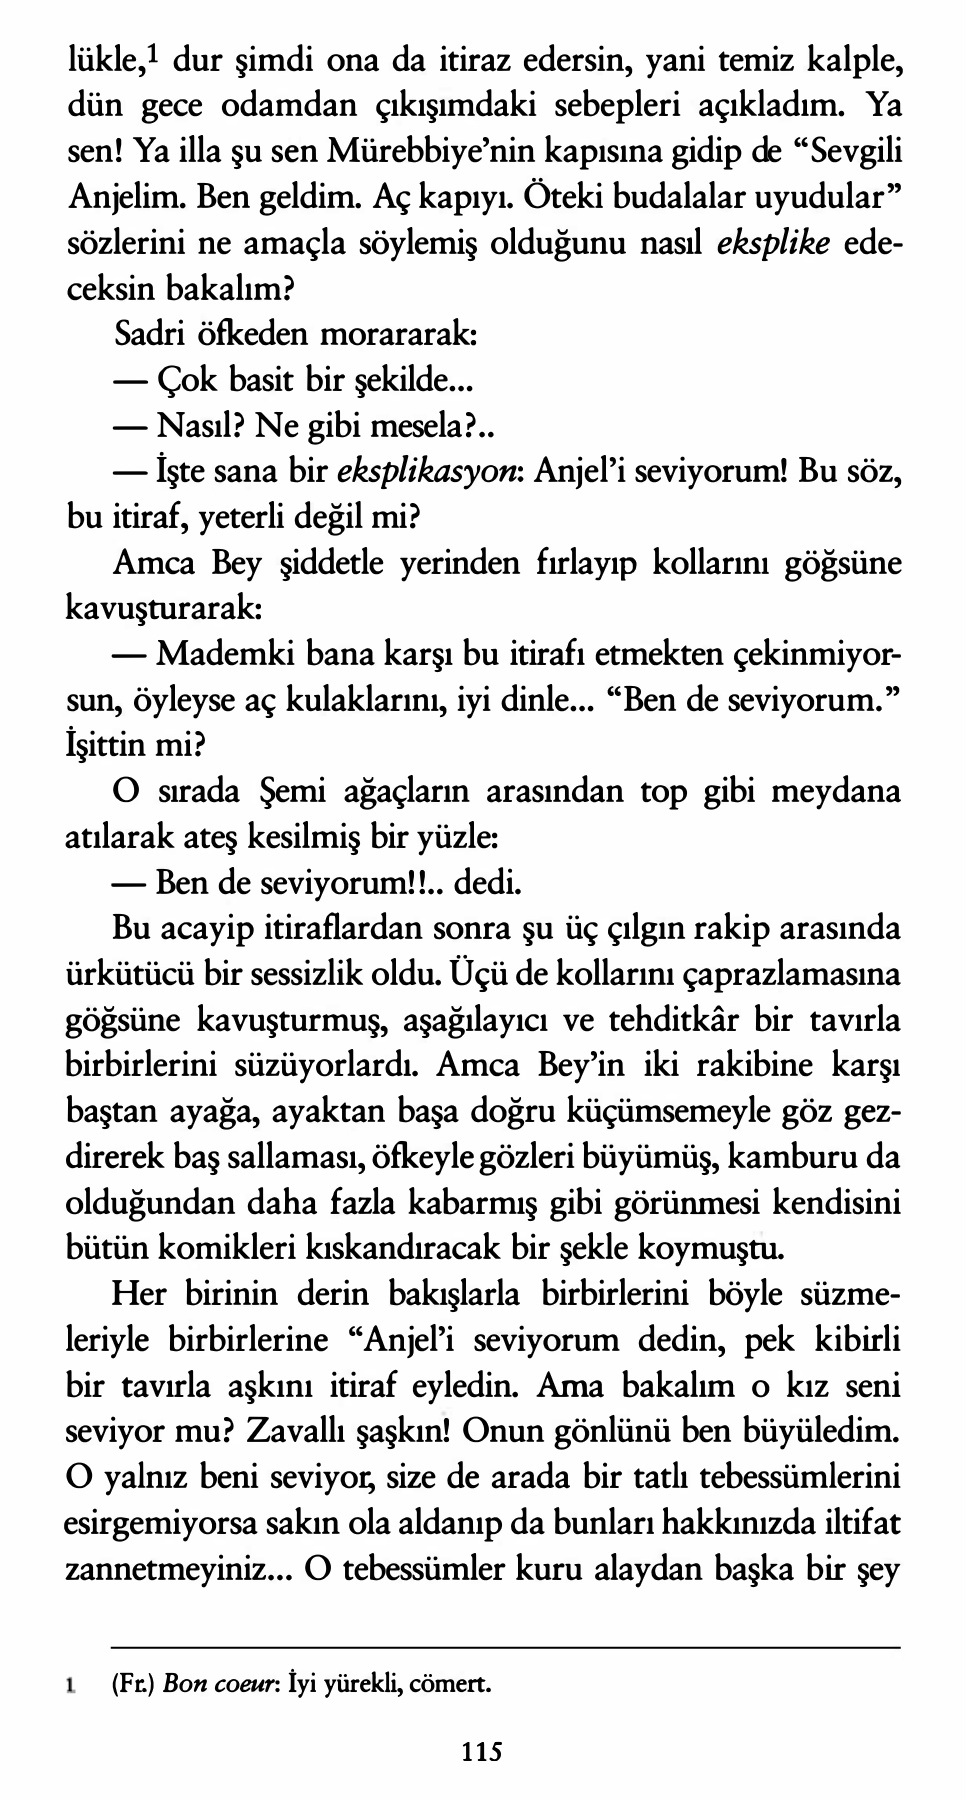 lükle,1 dur şimdi ona da itiraz edersin, yani temiz kalple,
dün gece odamdan çıkışımdaki sebepleri açıkladım. Ya
sen! Ya illa şu sen Mürebbiye’nin kapısına gidip de “Sevgili
Anjelim. Ben geldim. Aç kapıyı. Öteki budalalar uyudular”
sözlerini ne amaçla söylemiş olduğunu nasıl eksplike ede-
ceksin bakalım?
Sadri öfkeden morararak:
— Çok basit bir şekilde...
— Nasıl? Ne gibi mesela?..
— İşte sana bir eksplikasyon: Anjel’i seviyorum! Bu söz,
bu itiraf, yeterli değil mi?
Amca Bey şiddetle yerinden fırlayıp kollarını göğsüne
kavuşturarak:
— Mademki bana karşı bu itirafı etmekten çekinmiyor-
sun, öyleyse aç kulaklarını, iyi dinle... “Ben de seviyorum.”
İşittin mi?
O sırada Şemi ağaçların arasından top gibi meydana
atılarak ateş kesilmiş bir yüzle:
— Ben de seviyorum!!.. dedi.
Bu acayip itiraflardan sonra şu üç çılgın rakip arasında
ürkütücü bir sessizlik oldu. Üçü de kollarını çaprazlamasına
göğsüne kavuşturmuş, aşağılayıcı ve tehditkâr bir tavırla
birbirlerini süzüyorlardı. Amca Bey’in iki rakibine karşı
baştan ayağa, ayaktan başa doğru küçümsemeyle göz gez-
direrek baş sallaması, öfkeyle gözleri büyümüş, kamburu da
olduğundan daha fazla kabarmış gibi görünmesi kendisini
bütün komikleri kıskandıracak bir şekle koymuştu.
Her birinin derin bakışlarla birbirlerini böyle süzme-
leriyle birbirlerine “Anjel’i seviyorum dedin, pek kibirli
bir tavırla aşkını itiraf eyledin. Ama bakalım o kız seni
seviyor mu? Zavallı şaşkın! Onun gönlünü ben büyüledim.
O yalnız beni seviyor, size de arada bir tatlı tebessümlerini
esirgemiyorsa sakın ola aldanıp da bunları hakkınızda iltifat
zannetmeyiniz... O tebessümler kuru alaydan başka bir şey
1 (Fr.) Bon coeur: İyi yürekli, cömert.
115